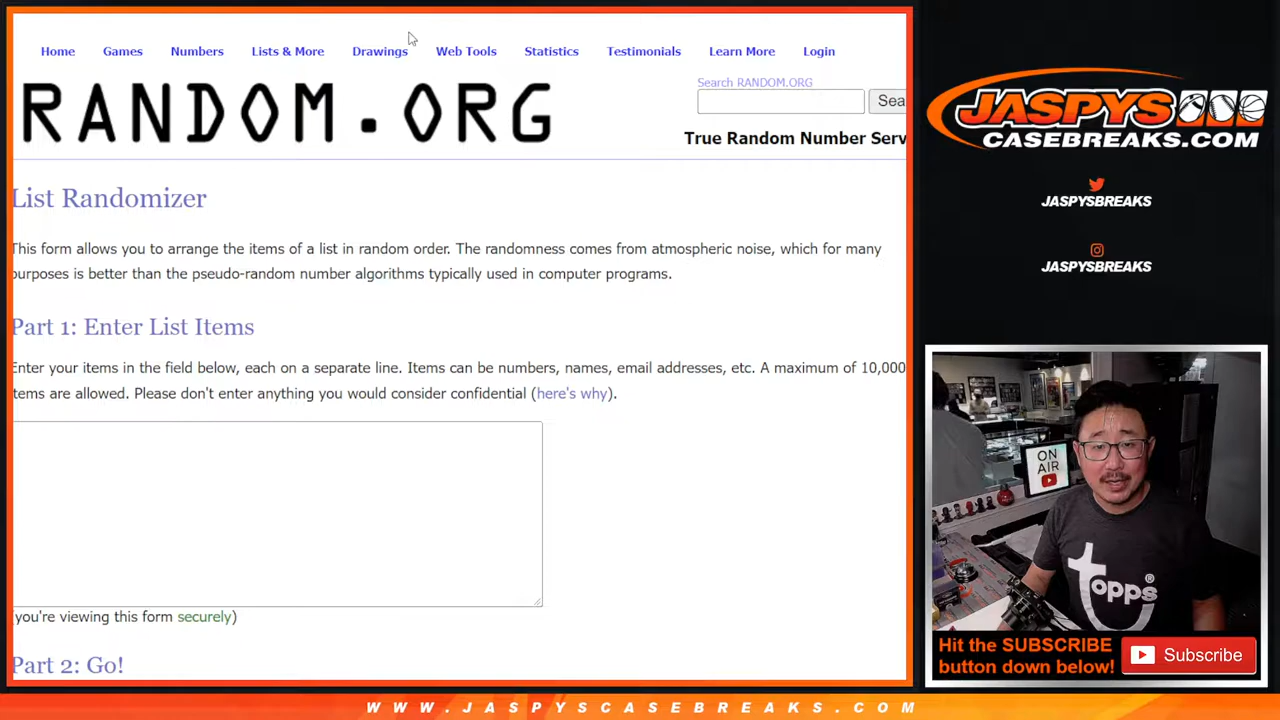 Home Games Numbers Lists & More Drawings Web Tools Statistics Testimonials Learn More Login
RANDOM.ORG
Search RANDOM.ORG
Sea
True Random Number Serv
List Randomizer
This form allows you to arrange the items of a list in random order. The randomness comes from atmospheric noise, which for many
purposes is better than the pseudo-random number algorithms typically used in computer programs.
Part 1: Enter List Items
Enter your items in the field below, each on a separate line. Items can be numbers, names, email addresses, etc. A maximum of 10,000
items are allowed. Please don't enter anything you would consider confidential (here's why).
(you're viewing this form securely)
Part 2: Go!
JASPYS
CASEBREAKS.COM
JASPYSBREAKS
JASPYSBREAKS
ON
AIR
topps®
Hit the SUBSCRIBE
button down below!
Subscribe
WWW.JASPYSCASEBREAKS.COM